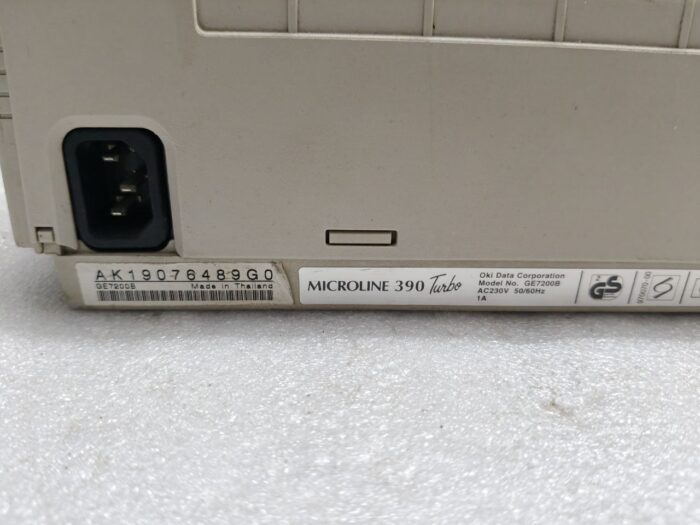 AK19076489G0
GE7200B Made in Thailand
MICROLINE 390 Turbo
Oki Data Corporation
Model No. GE7200B
AC230V 50/60Hz
1A
GS